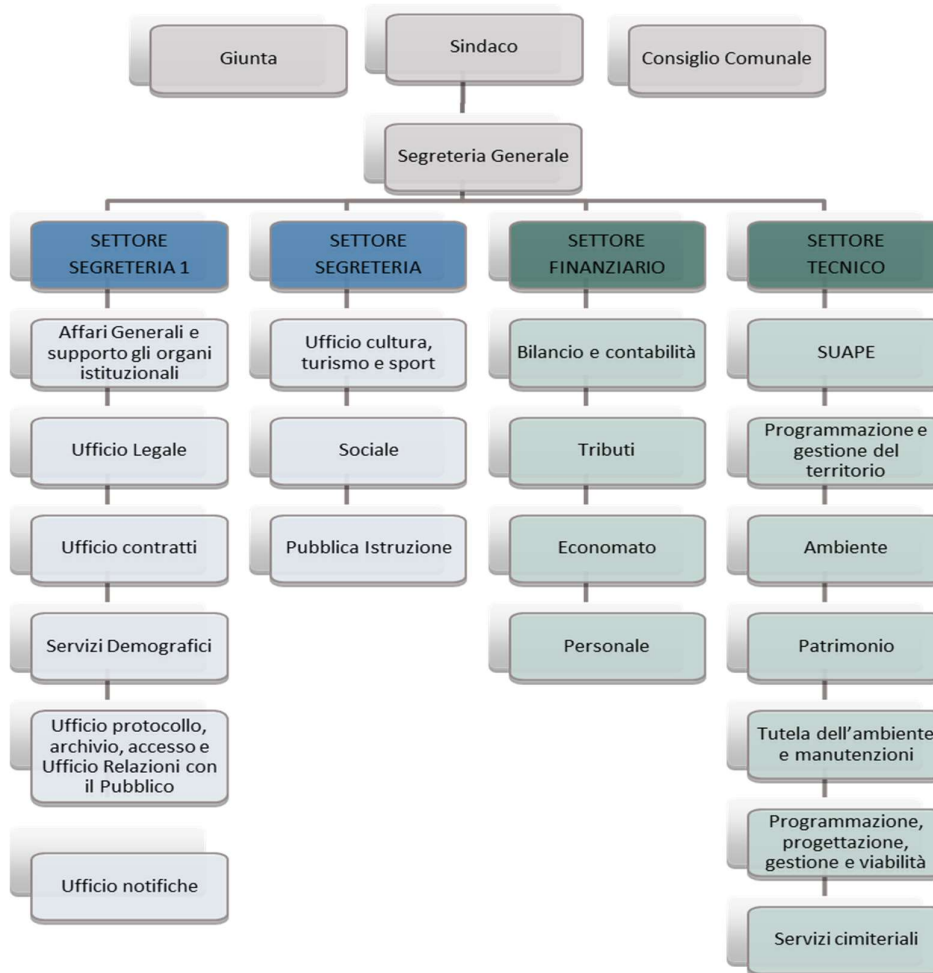 Giunta
Sindaco
Consiglio Comunale
Segreteria Generale
SETTORE
SEGRETERIA 1
Affari Generali e
supporto gli organi
istituzionali
Ufficio Legale
Ufficio contratti
Servizi Demografici
Ufficio protocollo,
archivio, accesso e
Ufficio Relazioni con
il Pubblico
Ufficio notifiche
SETTORE
SEGRETERIA
Ufficio cultura,
turismo e sport
Sociale
Pubblica Istruzione
SETTORE
FINANZIARIO
Bilancio e contabilità
Tributi
Economato
Personale
SETTORE
TECNICO
SUAPE
Programmazione e
gestione del
territorio
Ambiente
Patrimonio
Tutela dell’ambiente
e manutenzioni
Programmazione,
progettazione,
gestione e viabilità
Servizi cimiteriali